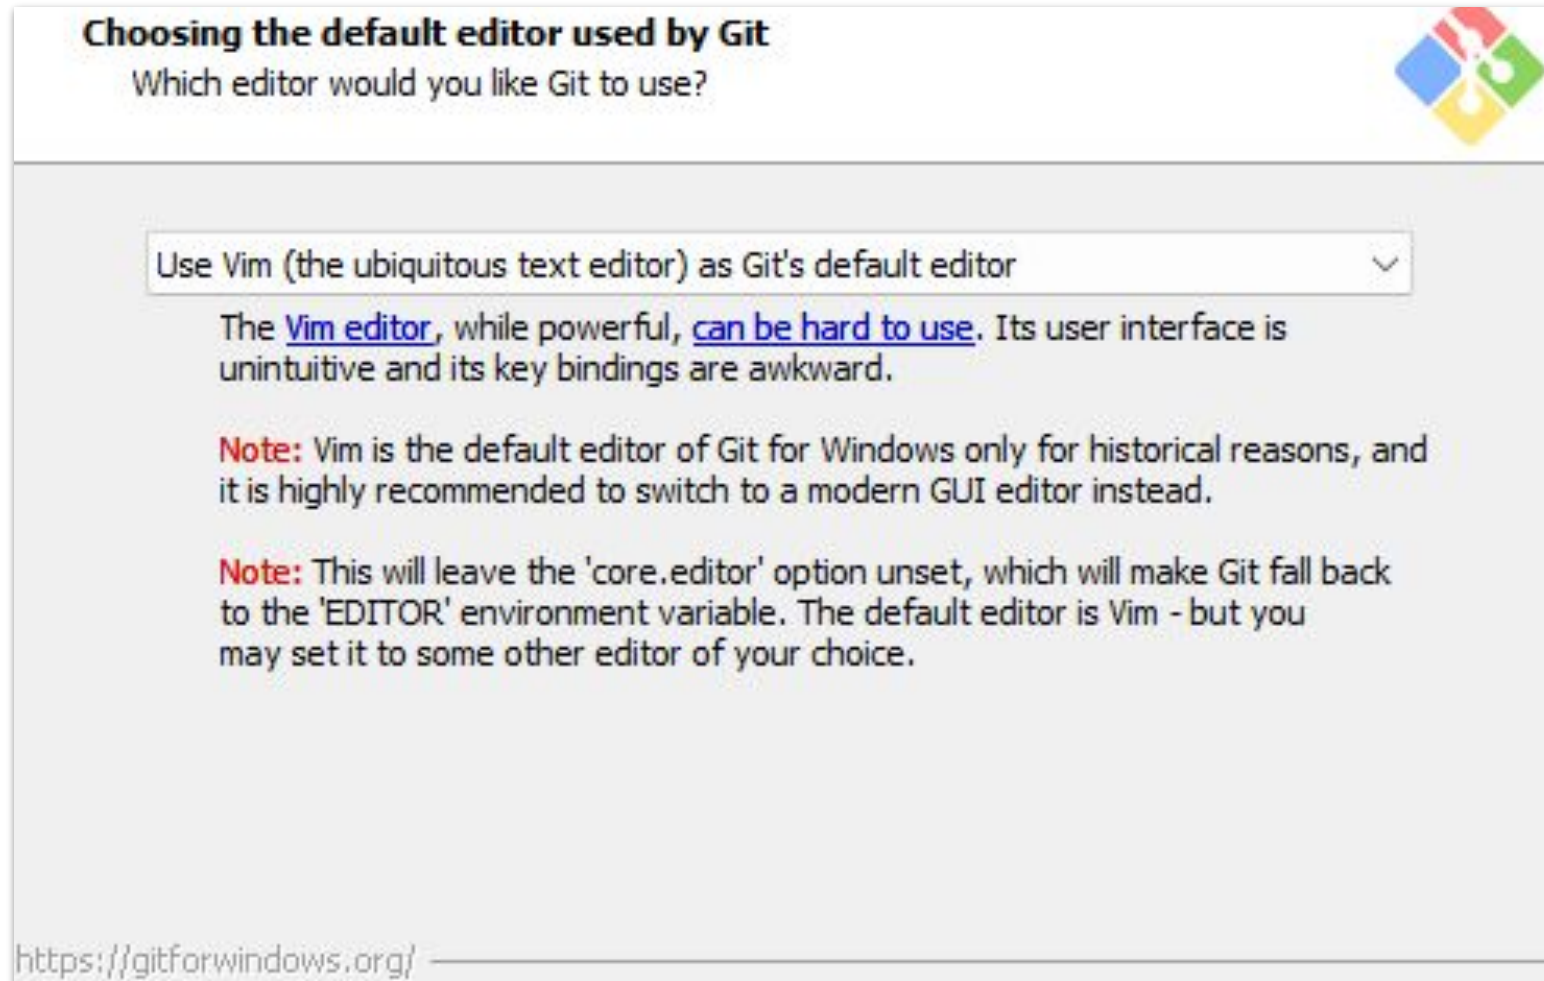 Choosing the default editor used by Git
Which editor would you like Git to use?
Use Vim (the ubiquitous text editor) as Git's default editor
The Vim editor, while powerful, can be hard to use. Its user interface is
unintuitive and its key bindings are awkward.
Note: Vim is the default editor of Git for Windows only for historical reasons, and
it is highly recommended to switch to a modern GUI editor instead.
Note: This will leave the 'core.editor' option unset, which will make Git fall back
to the 'EDITOR' environment variable. The default editor is Vim - but you
may set it to some other editor of your choice.
https://gitforwindows.org/